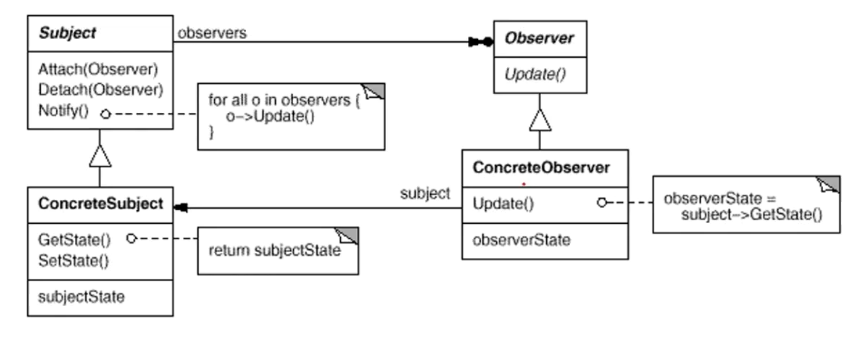 Subject
observers
Observer
Attach(Observer)
Detach(Observer)
Notify()
Update()
for all o in observers {
o->Update()
}
ConcreteSubject
subject
ConcreteObserver
GetState()
SetState()
return subjectState
Update()
observerState =
subject->GetState()
observerState
subjectState